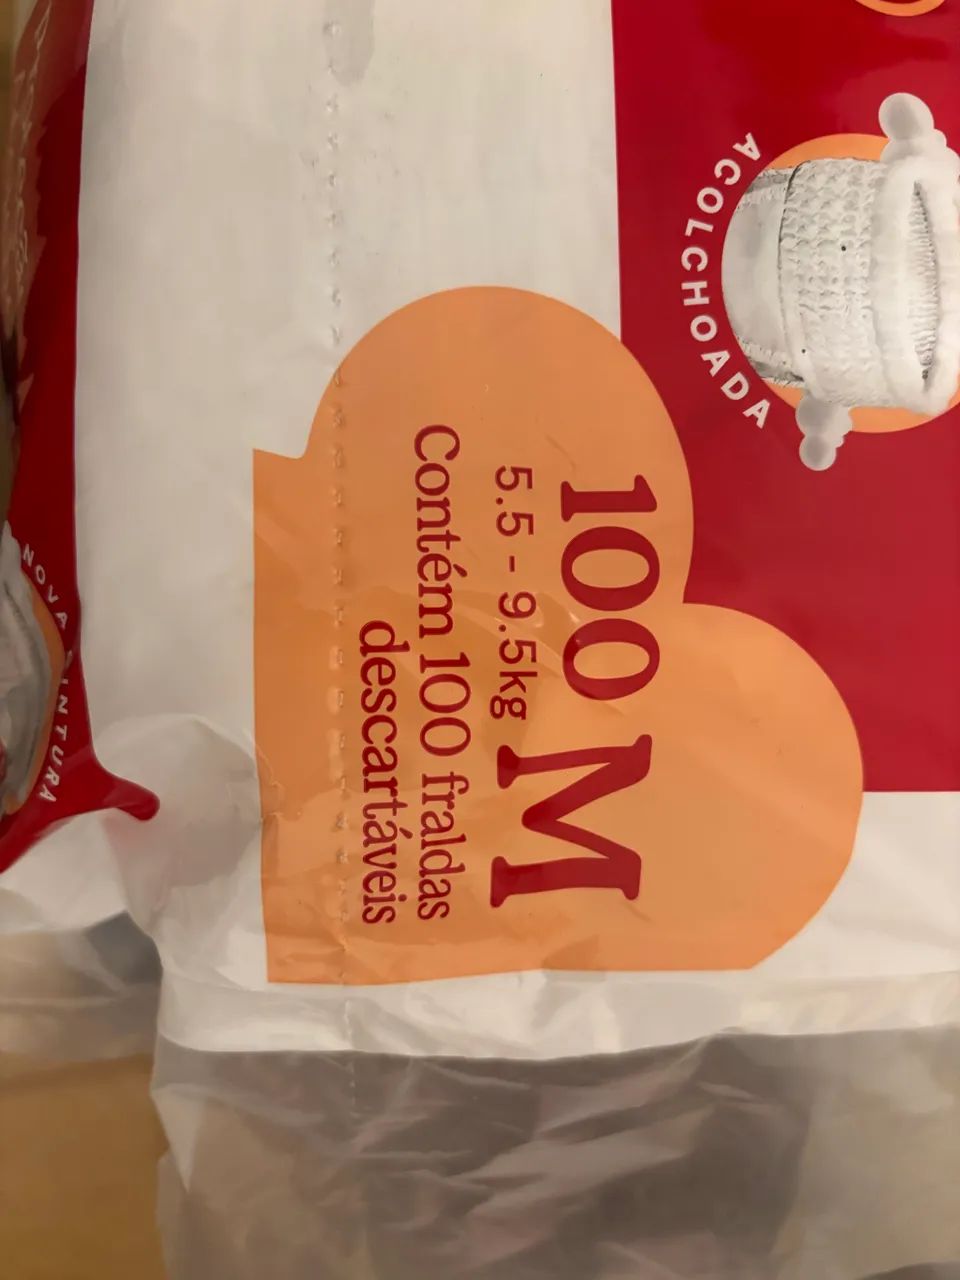 ACOLCHOADA
100 M
5.5 - 9.5kg
Contém 100 fraldas
descartáveis
NOVA CINTURA